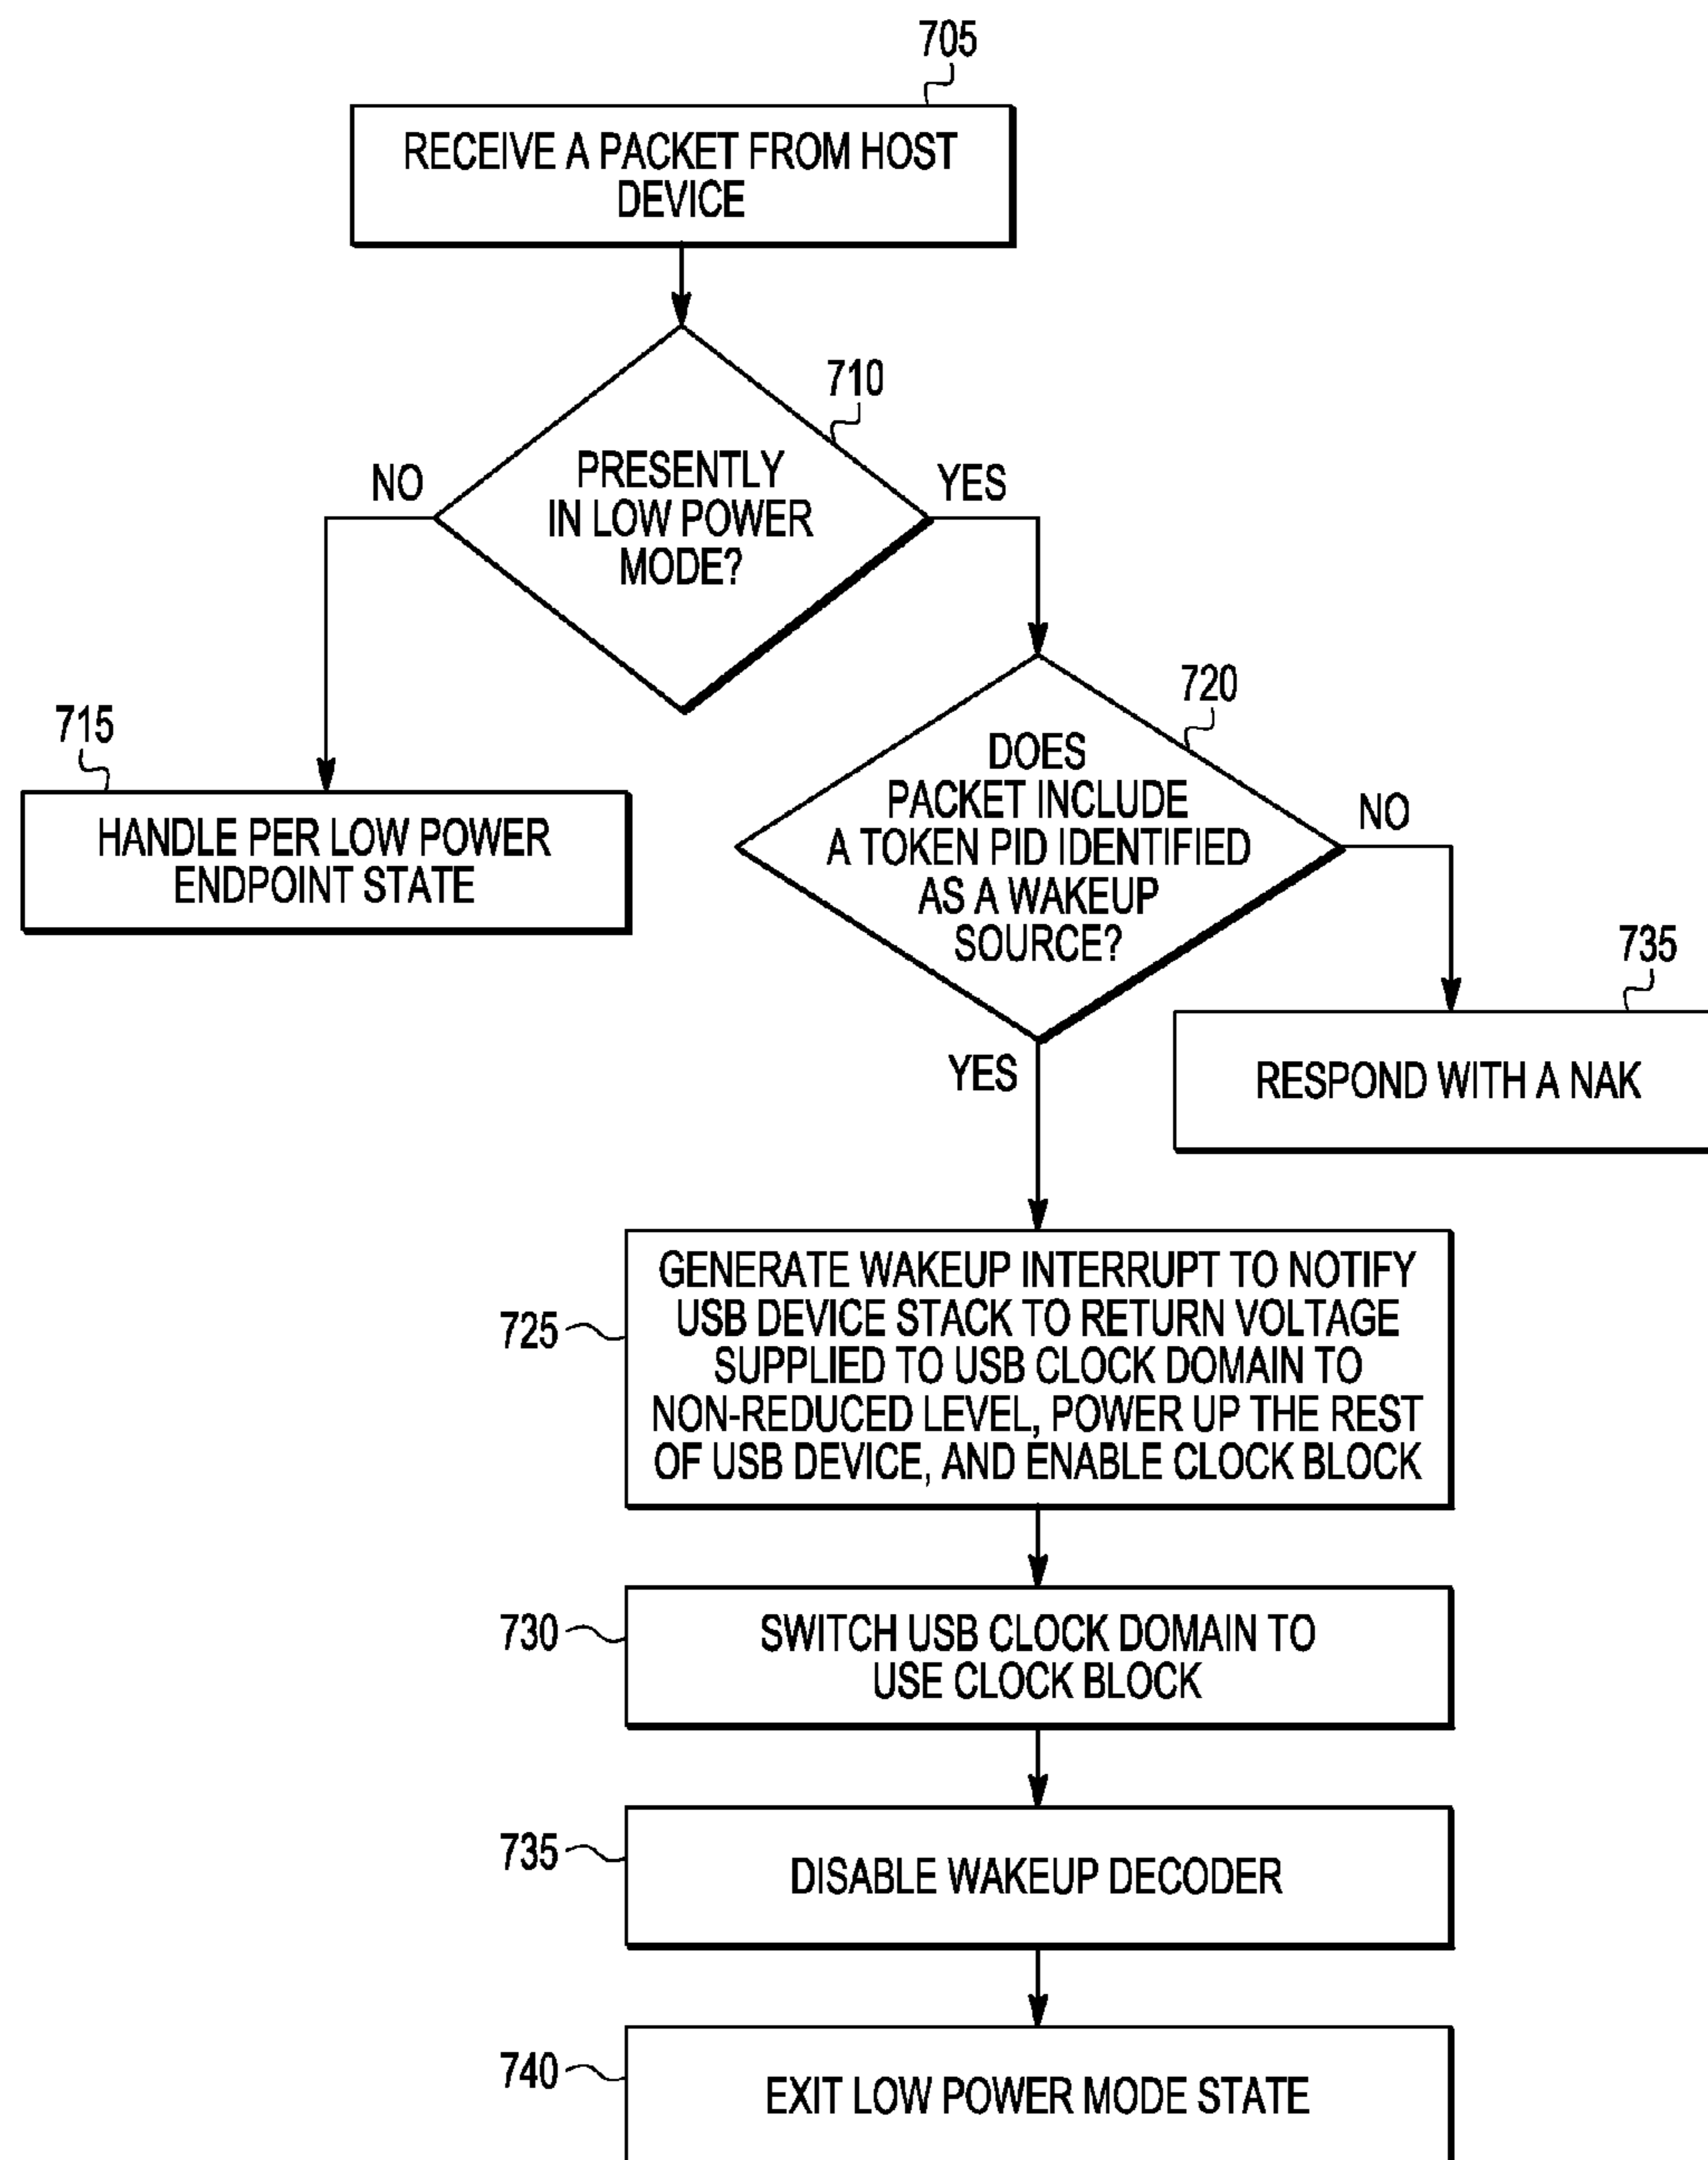 705
RECEIVE A PACKET FROM HOST
DEVICE
710
PRESENTLY
IN LOW POWER
MODE?
NO
YES
715
HANDLE PER LOW POWER
ENDPOINT STATE
720
DOES
PACKET INCLUDE
A TOKEN PID IDENTIFIED
AS A WAKEUP
SOURCE?
NO
YES
735
RESPOND WITH A NAK
725
GENERATE WAKEUP INTERRUPT TO NOTIFY
USB DEVICE STACK TO RETURN VOLTAGE
SUPPLIED TO USB CLOCK DOMAIN TO
NON-REDUCED LEVEL, POWER UP THE REST
OF USB DEVICE, AND ENABLE CLOCK BLOCK
730
SWITCH USB CLOCK DOMAIN TO
USE CLOCK BLOCK
735
DISABLE WAKEUP DECODER
740
EXIT LOW POWER MODE STATE